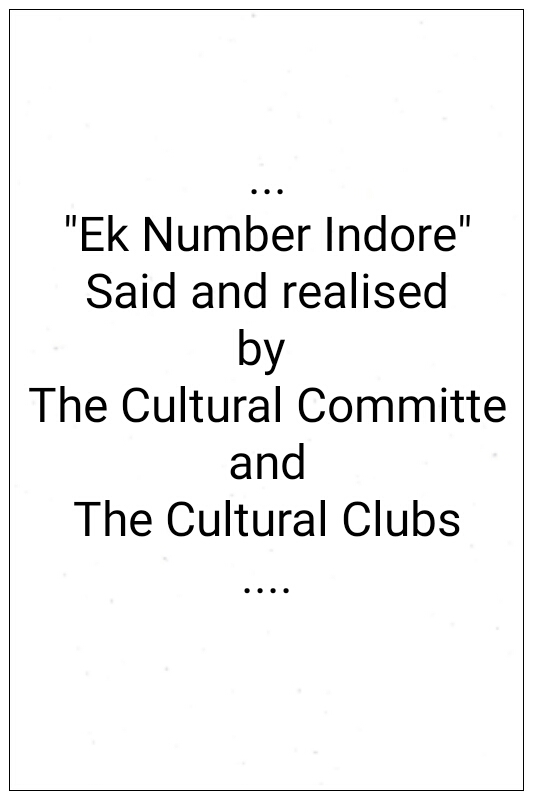 ...
"Ek Number Indore"
Said and realised
by
The Cultural Committe
and
The Cultural Clubs
....